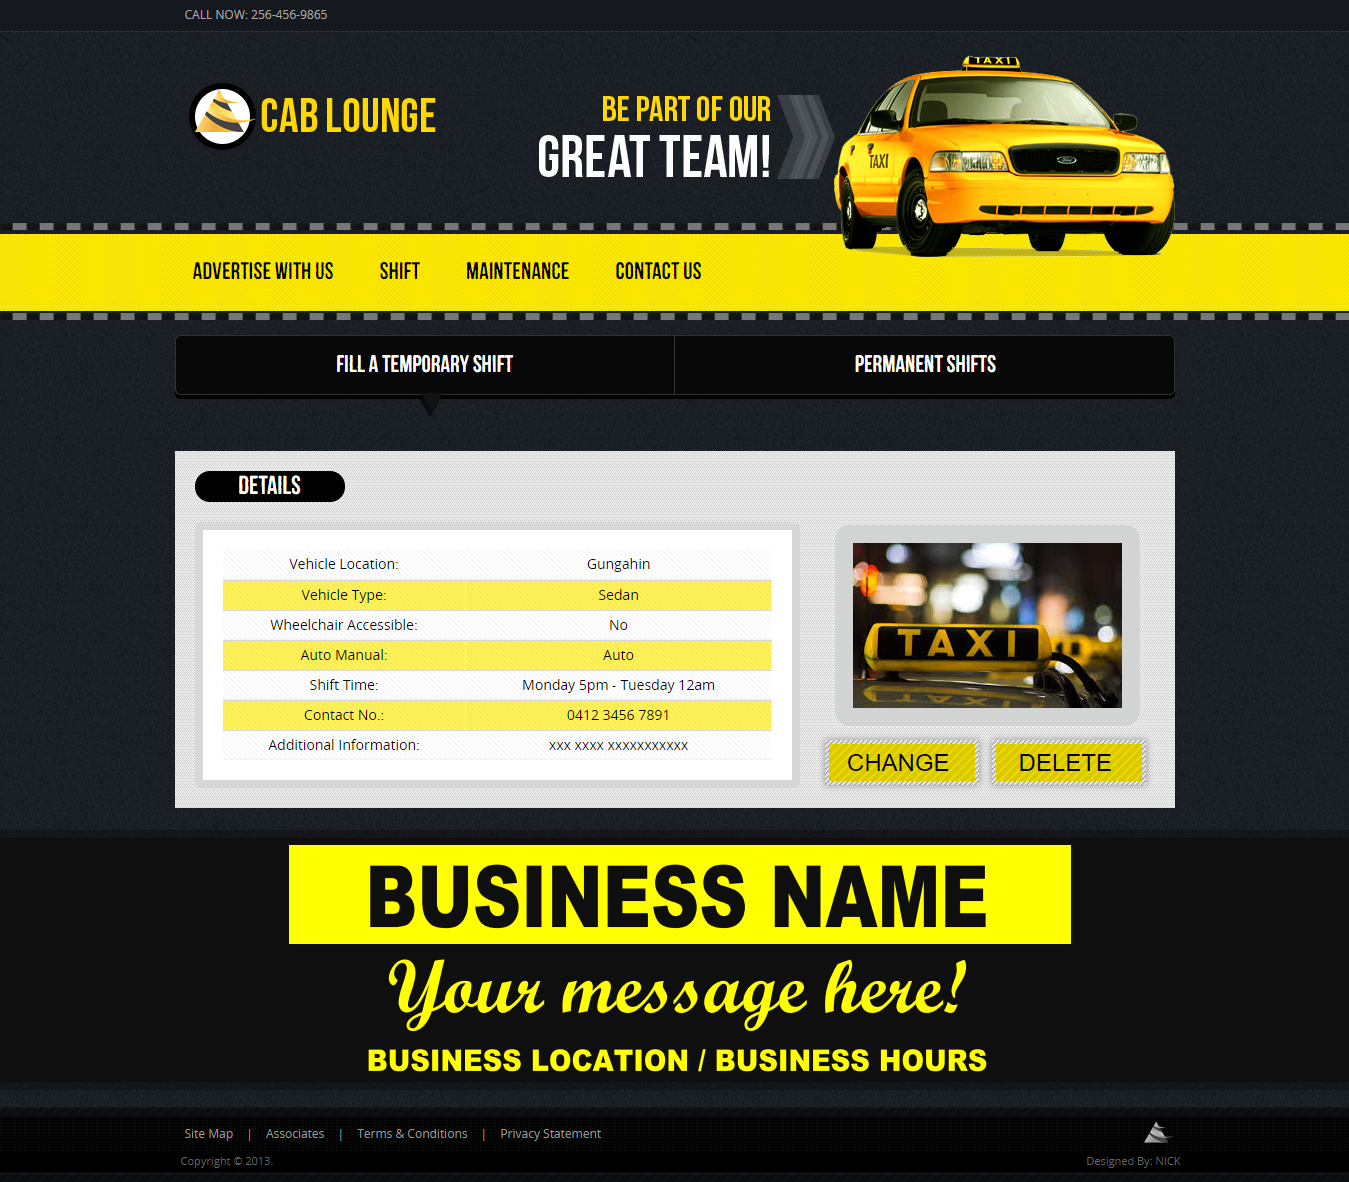 CALL NOW: 256-456-9865
CAB LOUNGE
BE PART OF OUR
GREAT TEAM!
TAXI
TAXI
ADVERTISE WITH US
SHIFT
MAINTENANCE
CONTACT US
FILL A TEMPORARY SHIFT
PERMANENT SHIFTS
DETAILS
Vehicle Location: Gungahin
Vehicle Type: Sedan
Wheelchair Accessible: No
Auto Manual: Auto
Shift Time: Monday 5pm - Tuesday 12am
Contact No.: 0412 3456 7891
Additional Information: xxx xxxx xxxxxxxxxxx
TAXI
CHANGE
DELETE
BUSINESS NAME
Your message here!
BUSINESS LOCATION / BUSINESS HOURS
Site Map | Associates | Terms & Conditions | Privacy Statement
Copyright © 2013.
Designed By: NICK